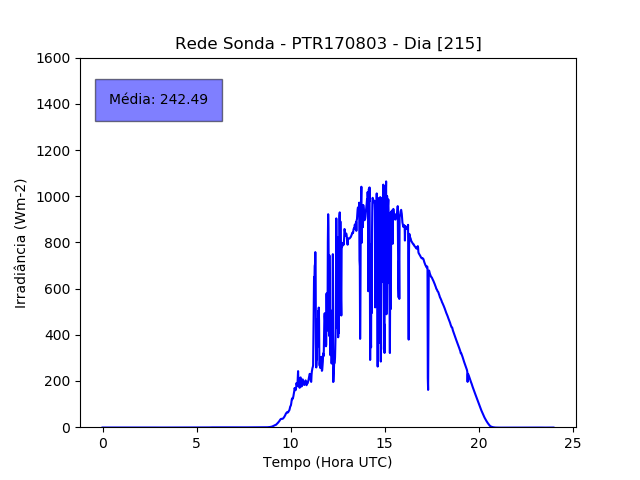 Rede Sonda - PTR170803 - Dia [215]
1600
1400
1200
1000
800
600
400
200
0
Média: 242.49
Irradiância (Wm-2)
0 5 10 15 20 25
Tempo (Hora UTC)